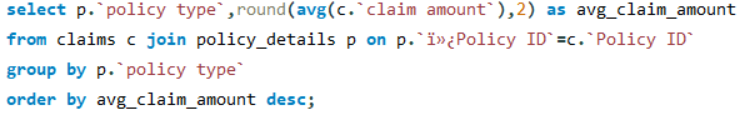 select p.`policy type`,round(avg(c.`claim amount`),2) as avg_claim_amount
from claims c join policy_details p on p.`ï»¿Policy ID`=c.`Policy ID`
group by p.`policy type`
order by avg_claim_amount desc;